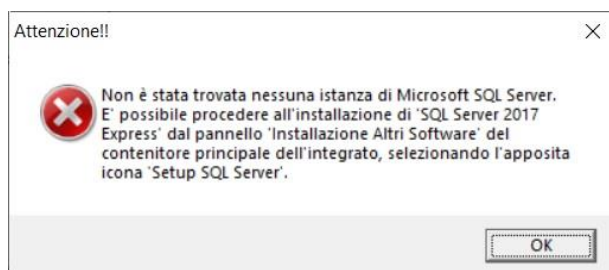 Attenzione!!
Non è stata trovata nessuna istanza di Microsoft SQL Server.
E' possibile procedere all'installazione di 'SQL Server 2017
Express' dal pannello 'Installazione Altri Software' del
contenitore principale dell'integrato, selezionando l'apposita
icona 'Setup SQL Server'.
OK